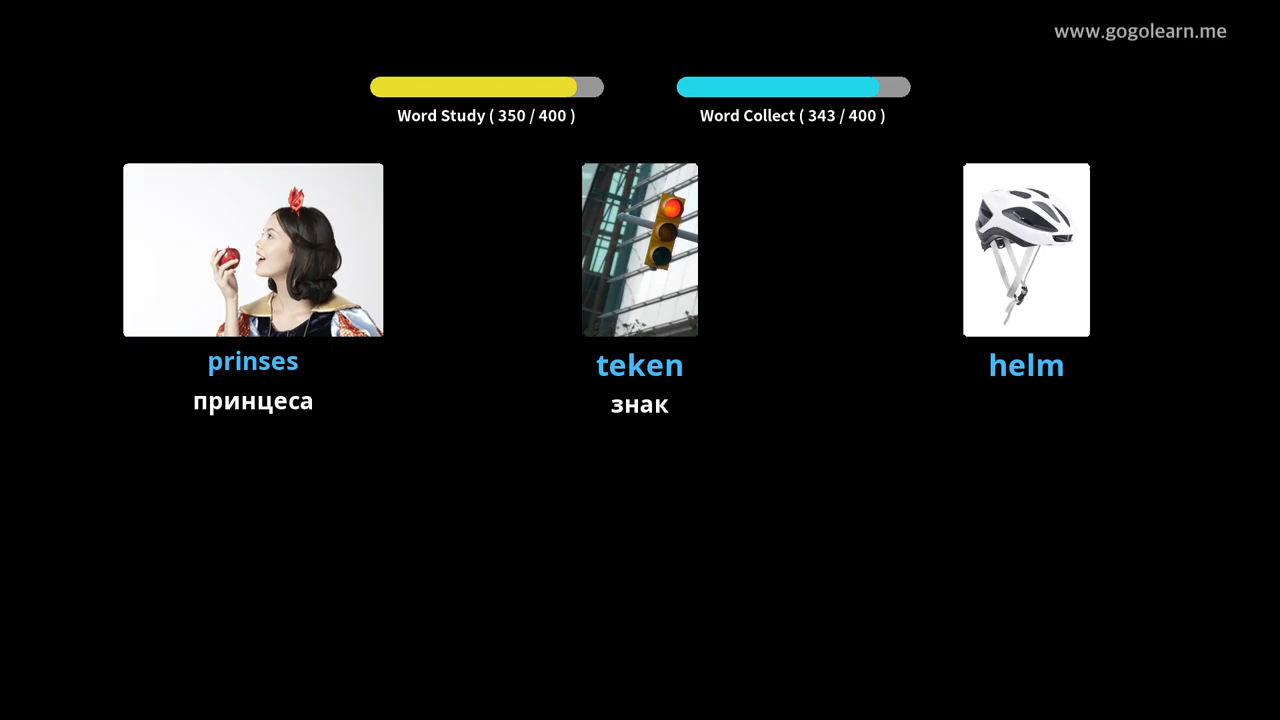 www.gogolearn.me
Word Study ( 350 / 400 )
Word Collect ( 343 / 400 )
prinses
teken
helm
принцеса
знак